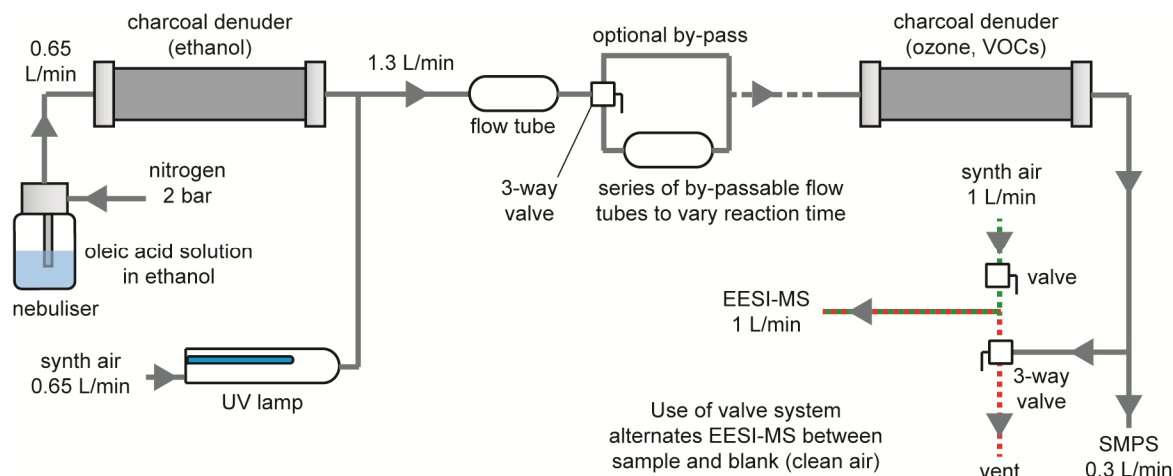 charcoal denuder
(ethanol)
0.65
L/min
1.3 L/min
optional by-pass
charcoal denuder
(ozone, VOCs)
flow tube
nitrogen
2 bar
3-way
valve
series of by-passable flow
tubes to vary reaction time
synth air
1 L/min
oleic acid solution
in ethanol
nebuliser
valve
EESI-MS
1 L/min
synth air
0.65 L/min
UV lamp
3-way
valve
Use of valve system
alternates EESI-MS between
sample and blank (clean air)
vent
SMPS
0.3 L/min